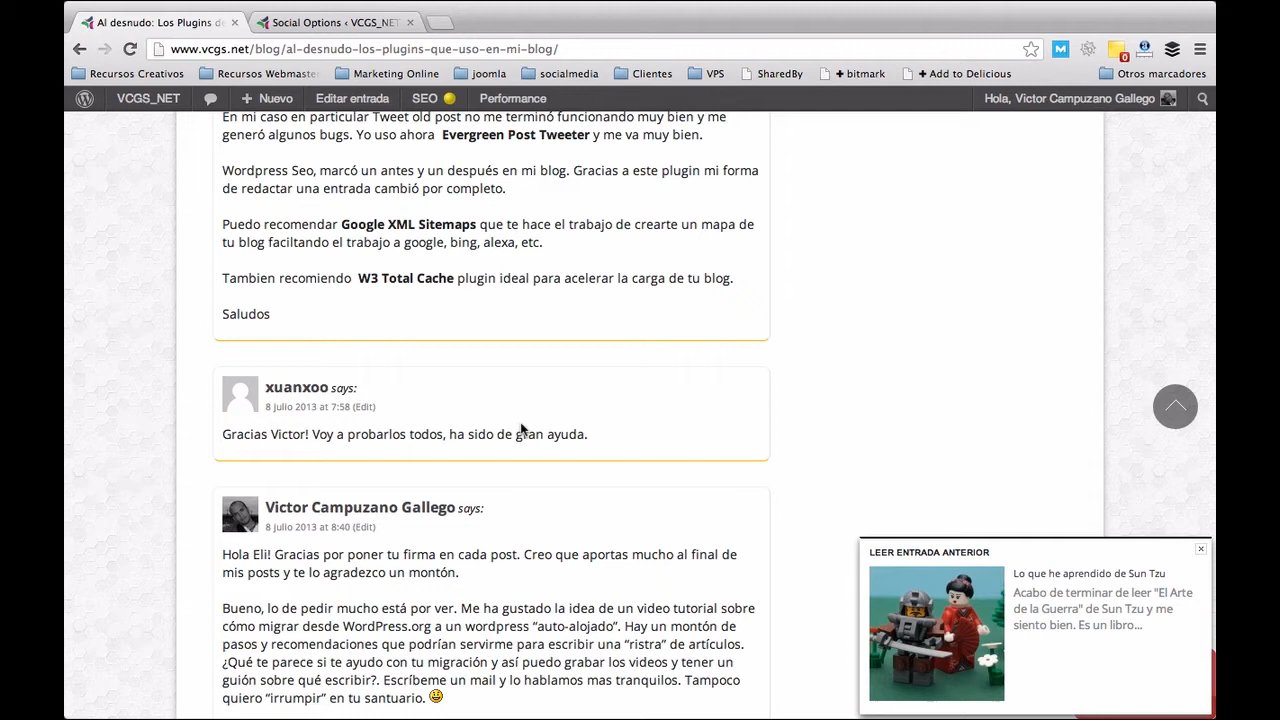 Al desnudo: Los Plugins de
Social Options ‹ VCGS_NET
www.vcgs.net/blog/al-desnudo-los-plugins-que-uso-en-mi-blog/
Recursos Creativos
Recursos Webmaste
Marketing Online
joomla
socialmedia
Clientes
VPS
SharedBy
+ bitmark
+ Add to Delicious
Otros marcadores
VCGS_NET
Nuevo
Editar entrada
SEO
Performance
Hola, Victor Campuzano Gallego
En mi caso en particular Tweet old post no me terminó funcionando muy bien y me
generó algunos bugs. Yo uso ahora Evergreen Post Tweeter y me va muy bien.
Wordpress Seo, marcó un antes y un después en mi blog. Gracias a este plugin mi forma
de redactar una entrada cambió por completo.
Puedo recomendar Google XML Sitemaps que te hace el trabajo de crearte un mapa de
tu blog faciltando el trabajo a google, bing, alexa, etc.
Tambien recomiendo W3 Total Cache plugin ideal para acelerar la carga de tu blog.
Saludos
xuanxoo says:
8 julio 2013 at 7:58 (Edit)
Gracias Victor! Voy a probarlos todos, ha sido de gran ayuda.
Victor Campuzano Gallego says:
8 julio 2013 at 8:40 (Edit)
Hola Eli! Gracias por poner tu firma en cada post. Creo que aportas mucho al final de
mis posts y te lo agradezco un montón.
Bueno, lo de pedir mucho está por ver. Me ha gustado la idea de un video tutorial sobre
cómo migrar desde WordPress.org a un wordpress “auto-alojado”. Hay un montón de
pasos y recomendaciones que podrían servirme para escribir una “ristra” de artículos.
¿Qué te parece si te ayudo con tu migración y así puedo grabar los videos y tener un
guión sobre qué escribir?. Escríbeme un mail y lo hablamos mas tranquilos. Tampoco
quiero “irrumpir” en tu santuario.
LEER ENTRADA ANTERIOR
Lo que he aprendido de Sun Tzu
Acabo de terminar de leer "El Arte
de la Guerra" de Sun Tzu y me
siento bien. Es un libro...